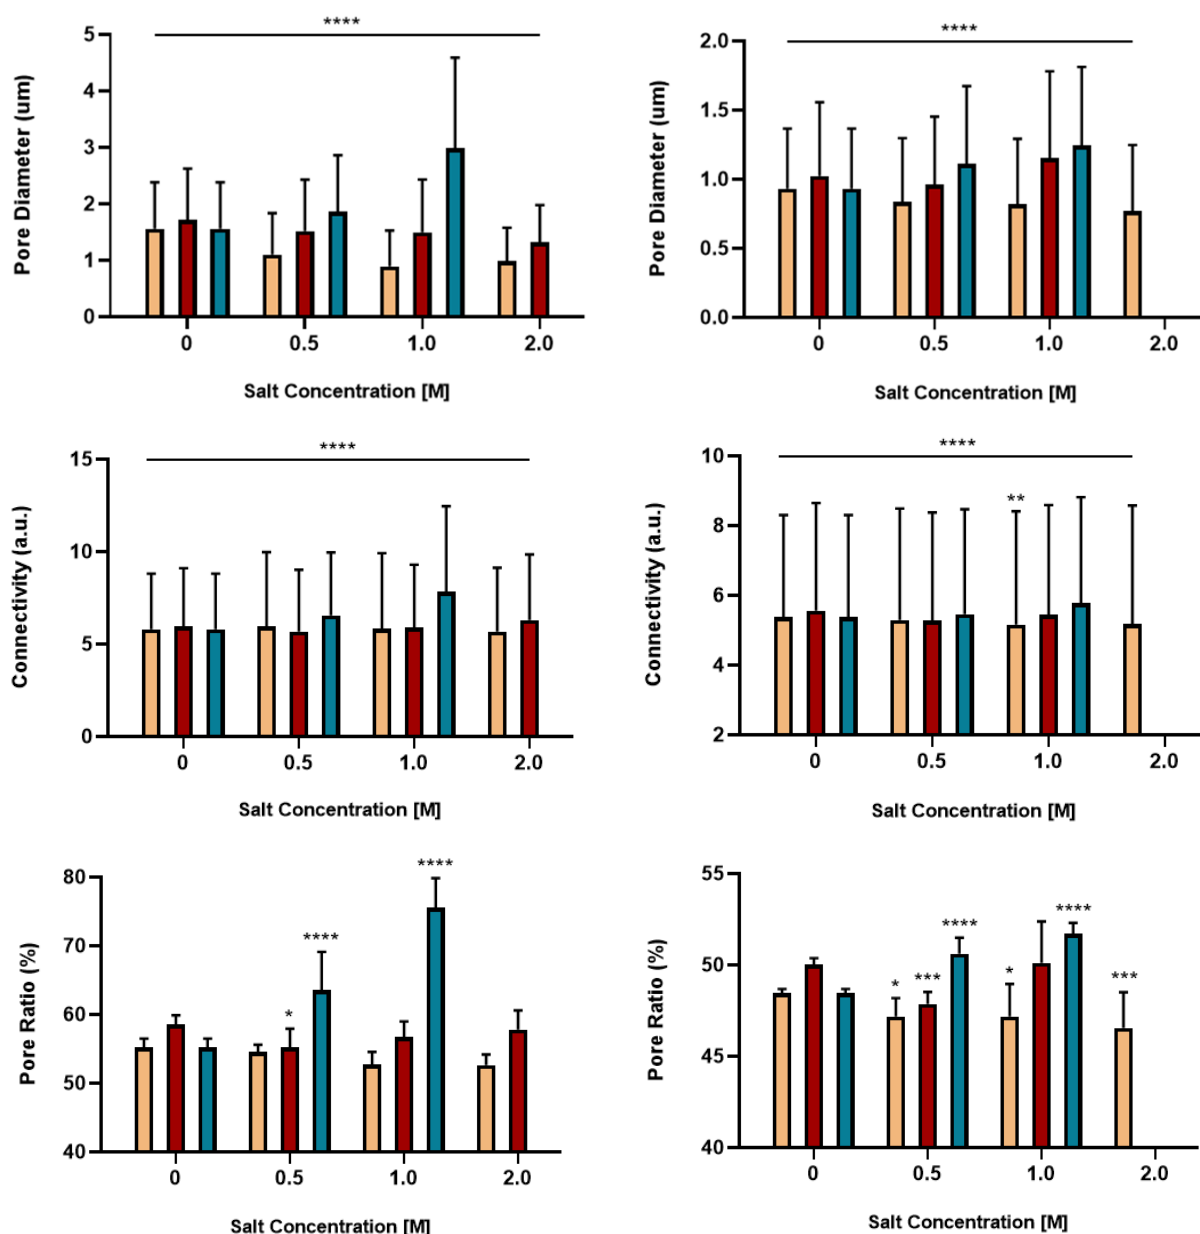 ****
Pore Diameter (um)
5
4
3
2
1
0
0 0.5 1.0 2.0
Salt Concentration [M]
****
Pore Diameter (um)
2.0
1.5
1.0
0.5
0.0
0 0.5 1.0 2.0
Salt Concentration [M]
****
Connectivity (a.u.)
15
10
5
0
0 0.5 1.0 2.0
Salt Concentration [M]
****
**
Connectivity (a.u.)
10
8
6
4
2
0 0.5 1.0 2.0
Salt Concentration [M]
****
****
*
Pore Ratio (%)
80
70
60
50
40
0 0.5 1.0 2.0
Salt Concentration [M]
****
****
* *** * ***
Pore Ratio (%)
55
50
45
40
0 0.5 1.0 2.0
Salt Concentration [M]